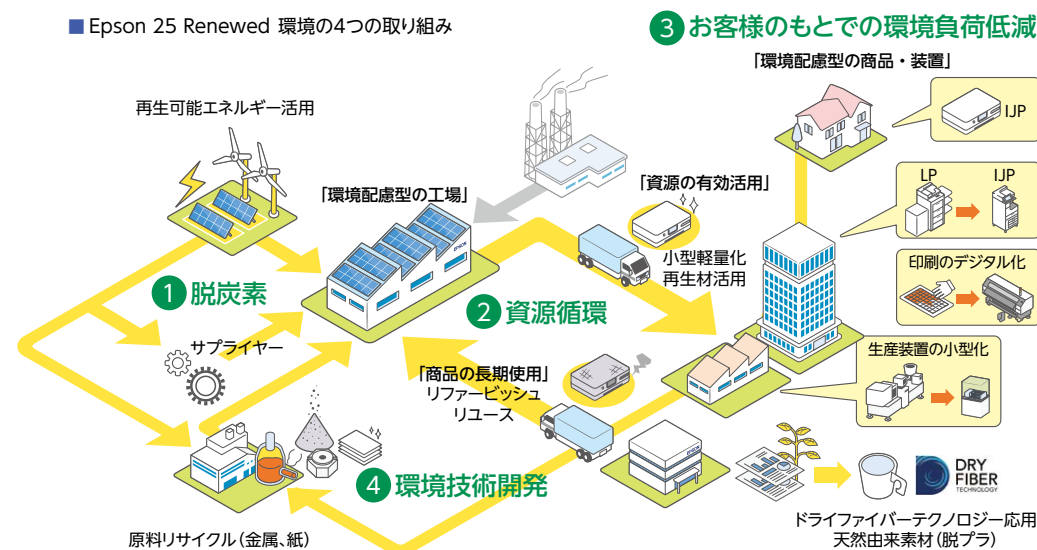 ■ Epson 25 Renewed 環境の4つの取り組み
3 お客様のもとでの環境負荷低減
「環境配慮型の商品・装置」
再生可能エネルギー活用
IJP
「環境配慮型の工場」
「資源の有効活用」
LP IJP
EPSON
小型軽量化
再生材活用
印刷のデジタル化
1 脱炭素
2 資源循環
サプライヤー
生産装置の小型化
「商品の長期使用」
リファービッシュ
リユース
EPSON
4 環境技術開発
DRY
FIBER
TECHNOLOGY
原料リサイクル(金属、紙)
ドライファイバーテクノロジー応用
天然由来素材(脱プラ)